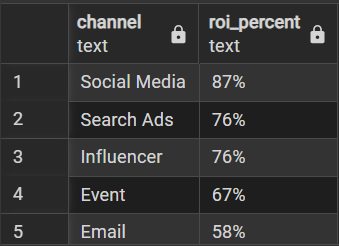 channel roi_percent
text text
1 Social Media 87%
2 Search Ads 76%
3 Influencer 76%
4 Event 67%
5 Email 58%